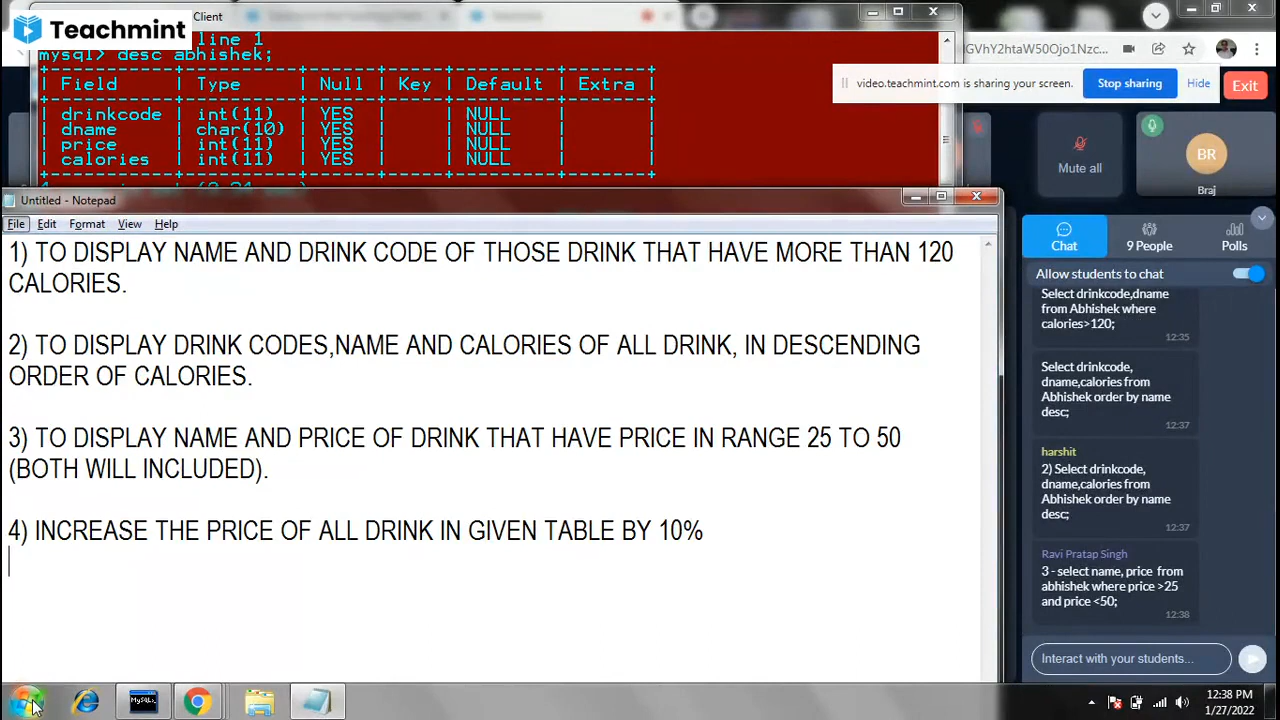 Teachmint
Client
line 1
mysql> desc abhishek;
| Field | Type | Null | Key | Default | Extra |
| drinkcode | int(11) | YES | | NULL | |
| dname | char(10) | YES | | NULL | |
| price | int(11) | YES | | NULL | |
| calories | int(11) | YES | | NULL | |
GVhY2htaW50Ojo1Nzc...
video.teachmint.com is sharing your screen.
Stop sharing
Hide
Exit
Mute all
BR
Braj
Untitled - Notepad
File Edit Format View Help
1) TO DISPLAY NAME AND DRINK CODE OF THOSE DRINK THAT HAVE MORE THAN 120
CALORIES.
2) TO DISPLAY DRINK CODES,NAME AND CALORIES OF ALL DRINK, IN DESCENDING
ORDER OF CALORIES.
3) TO DISPLAY NAME AND PRICE OF DRINK THAT HAVE PRICE IN RANGE 25 TO 50
(BOTH WILL INCLUDED).
4) INCREASE THE PRICE OF ALL DRINK IN GIVEN TABLE BY 10%
Chat
9 People
Polls
Allow students to chat
Select drinkcode,dname
from Abhishek where
calories>120;
12:35
Select drinkcode,
dname,calories from
Abhishek order by name
desc;
12:37
harshit
2) Select drinkcode,
dname,calories from
Abhishek order by name
desc;
12:37
Ravi Pratap Singh
3 - select name, price from
abhishek where price >25
and price <50;
12:38
Interact with your students...
MySQL
12:38 PM
1/27/2022